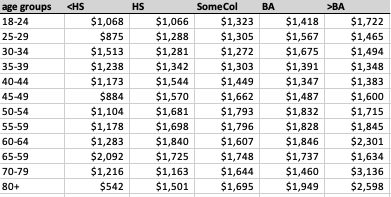 age groups <HS HS SomeCol BA >BA
18-24 $1,068 $1,066 $1,323 $1,418 $1,722
25-29 $875 $1,288 $1,305 $1,567 $1,465
30-34 $1,513 $1,281 $1,272 $1,675 $1,494
35-39 $1,238 $1,342 $1,303 $1,391 $1,348
40-44 $1,173 $1,544 $1,449 $1,347 $1,383
45-49 $884 $1,570 $1,662 $1,487 $1,600
50-54 $1,104 $1,681 $1,793 $1,832 $1,715
55-59 $1,178 $1,698 $1,796 $1,828 $1,845
60-64 $1,283 $1,840 $1,607 $1,846 $2,301
65-59 $2,092 $1,725 $1,748 $1,737 $1,634
70-79 $1,216 $1,163 $1,644 $1,460 $3,136
80+ $542 $1,501 $1,695 $1,949 $2,598